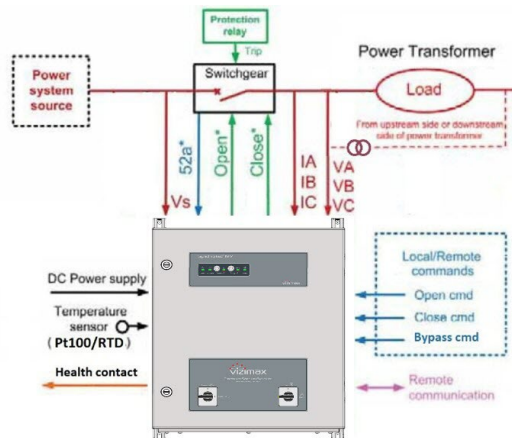 Protection
relay
Trip
Power Transformer
Switchgear
Power
system
source
Load
From upstream side or downstream
side of power transformer.
52a*
Open*
Close*
IA
IB
IC
VA
VB
VC
Vs
DC Power supply
Temperature
sensor
( Pt100/RTD)
Health contact
vizimax
Local/Remote
commands
Open cmd
Close cmd
Bypass cmd
Remote
communication